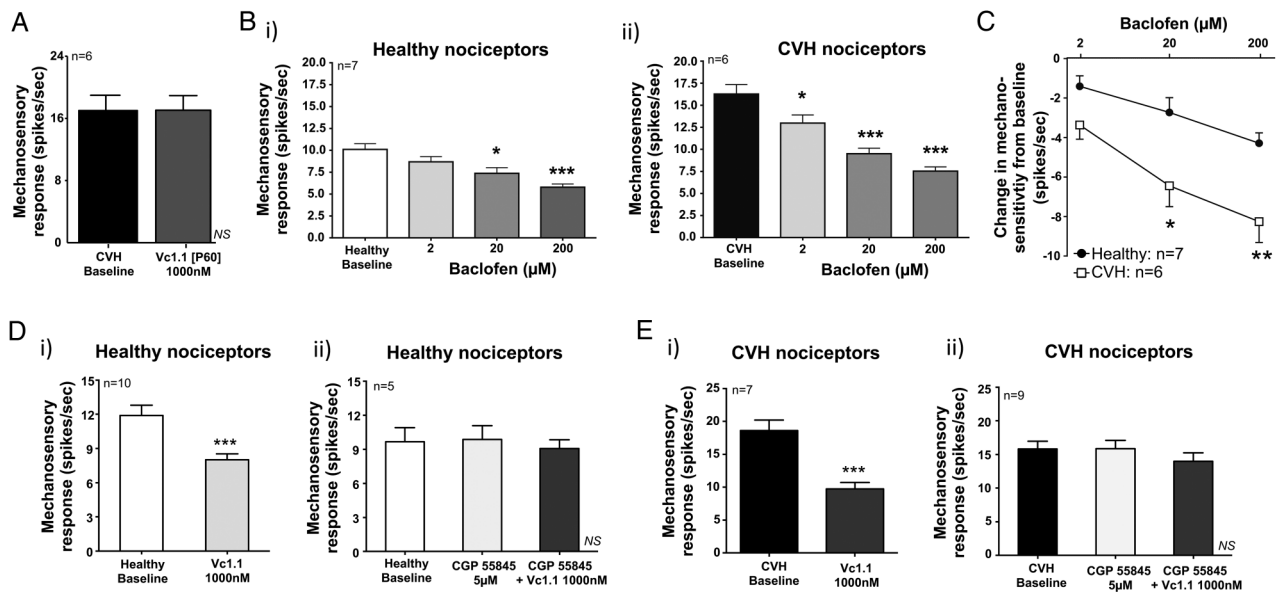 A
n=6
24
16
8
0
Mechanosensory
response (spikes/sec)
CVH
Baseline
Vc1.1 [P60]
1000nM
NS
B
i)
Healthy nociceptors
n=7
20.0
17.5
15.0
12.5
10.0
7.5
5.0
2.5
0.0
Mechanosensory
response (spikes/sec)
*
***
Healthy
Baseline
2
20
200
Baclofen (µM)
ii)
CVH nociceptors
n=6
20.0
17.5
15.0
12.5
10.0
7.5
5.0
2.5
0.0
Mechanosensory
response (spikes/sec)
*
***
***
CVH
Baseline
2
20
200
Baclofen (µM)
C
Baclofen (µM)
2
20
200
0
-2
-4
-6
-8
-10
Change in mechano-
sensitivtiy from baseline
(spikes/sec)
*
**
Healthy: n=7
CVH: n=6
D
i)
Healthy nociceptors
n=10
15
12
9
6
3
0
Mechanosensory
response (spikes/sec)
***
Healthy
Baseline
Vc1.1
1000nM
ii)
Healthy nociceptors
n=5
15
12
9
6
3
0
Mechanosensory
response (spikes/sec)
Healthy
Baseline
CGP 55845
5µM
CGP 55845
+ Vc1.1 1000nM
NS
E
i)
CVH nociceptors
n=7
25
20
15
10
5
0
Mechanosensory
response (spikes/sec)
***
CVH
Baseline
Vc1.1
1000nM
ii)
CVH nociceptors
n=9
25
20
15
10
15
0
Mechanosensory
response (spikes/sec)
CVH
Baseline
CGP 55845
5µM
CGP 55845
+ Vc1.1 1000nM
NS